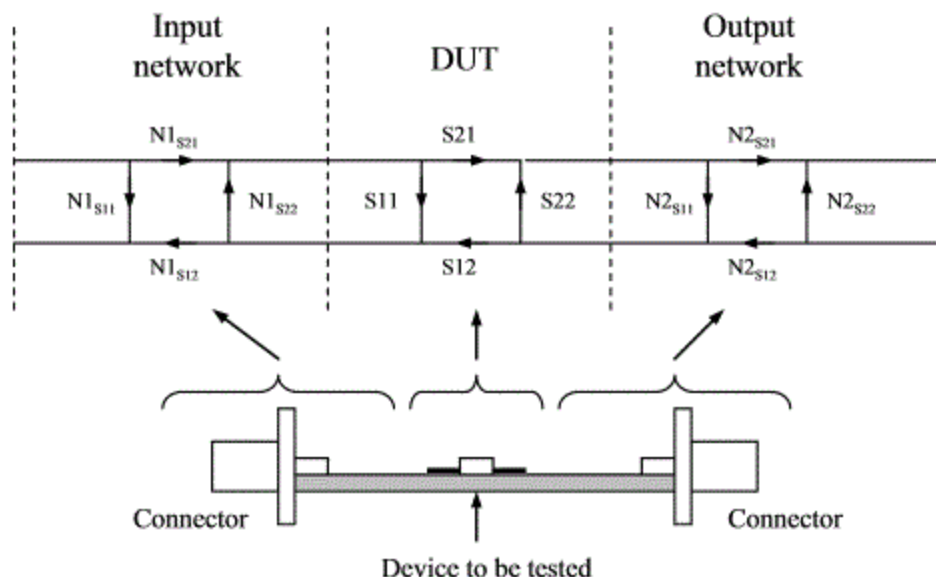 Input
network
DUT
Output
network
N1S21
S21
N2S21
N1S11
N1S22
S11
S22
N2S11
N2S22
N1S12
S12
N2S12
Connector
Connector
Device to be tested